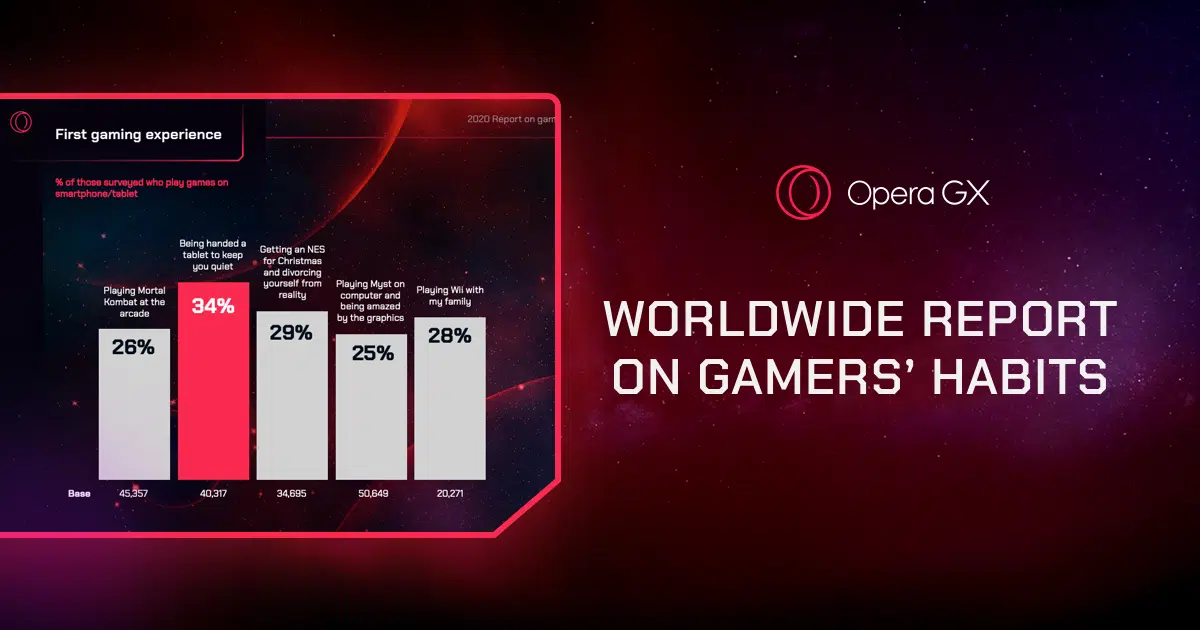 First gaming experience
2020 Report on gam
% of those surveyed who play games on
smartphone/tablet
Playing Mortal
Kombat at the
arcade
26%
Being handed a
tablet to keep
you quiet
34%
Getting an NES
for Christmas
and divorcing
yourself from
reality
29%
Playing Myst on
computer and
being amazed
by the graphics
25%
Playing Wii with
my family
28%
Base 45,357 40,317 34,695 50,649 20,271
Opera GX
WORLDWIDE REPORT
ON GAMERS’ HABITS